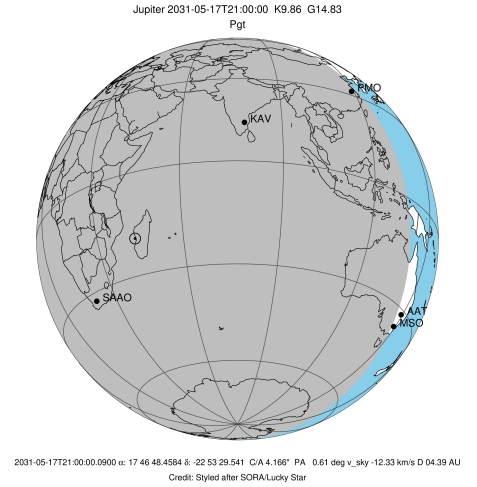 Jupiter 2031-05-17T21:00:00 K9.86 G14.83
Pgt
PMO
KAV
SAAO
AAT
MSO
2031-05-17T21:00:00.0900 α: 17 46 48.4584 δ: -22 53 29.541 C/A 4.166" PA 0.61 deg v_sky -12.33 km/s D 04.39 AU
Credit: Styled after SORA/Lucky Star